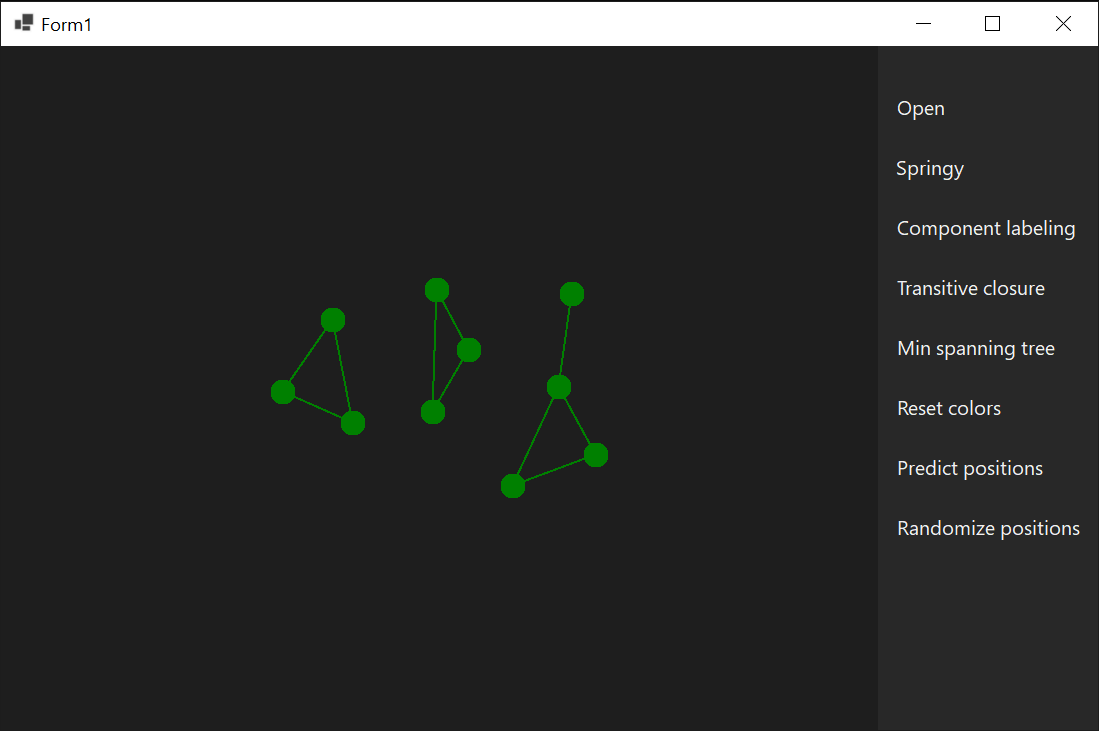 Form1
Open
Springy
Component labeling
Transitive closure
Min spanning tree
Reset colors
Predict positions
Randomize positions